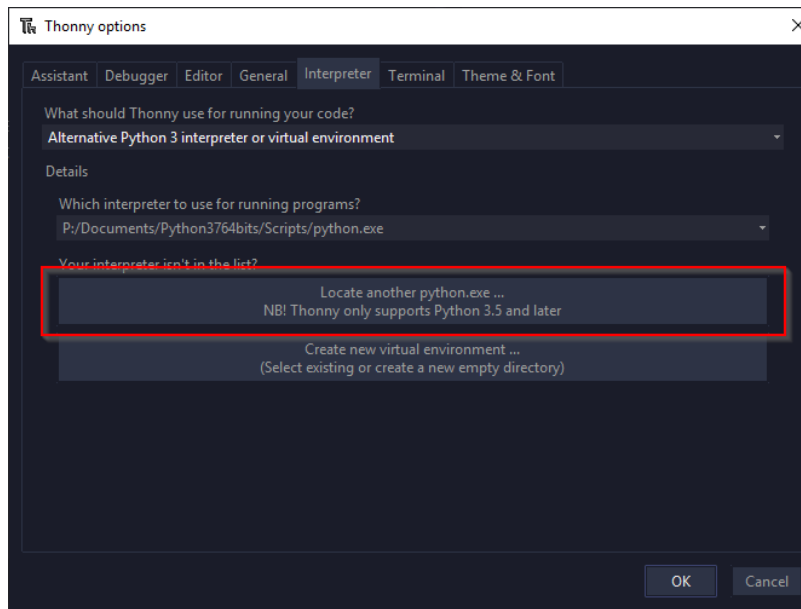 Thonny options
Assistant Debugger Editor General Interpreter Terminal Theme & Font
What should Thonny use for running your code?
Alternative Python 3 interpreter or virtual environment
Details
Which interpreter to use for running programs?
P:/Documents/Python3764bits/Scripts/python.exe
Your interpreter isn't in the list?
Locate another python.exe ...
NB! Thonny only supports Python 3.5 and later
Create new virtual environment ...
(Select existing or create a new empty directory)
OK Cancel